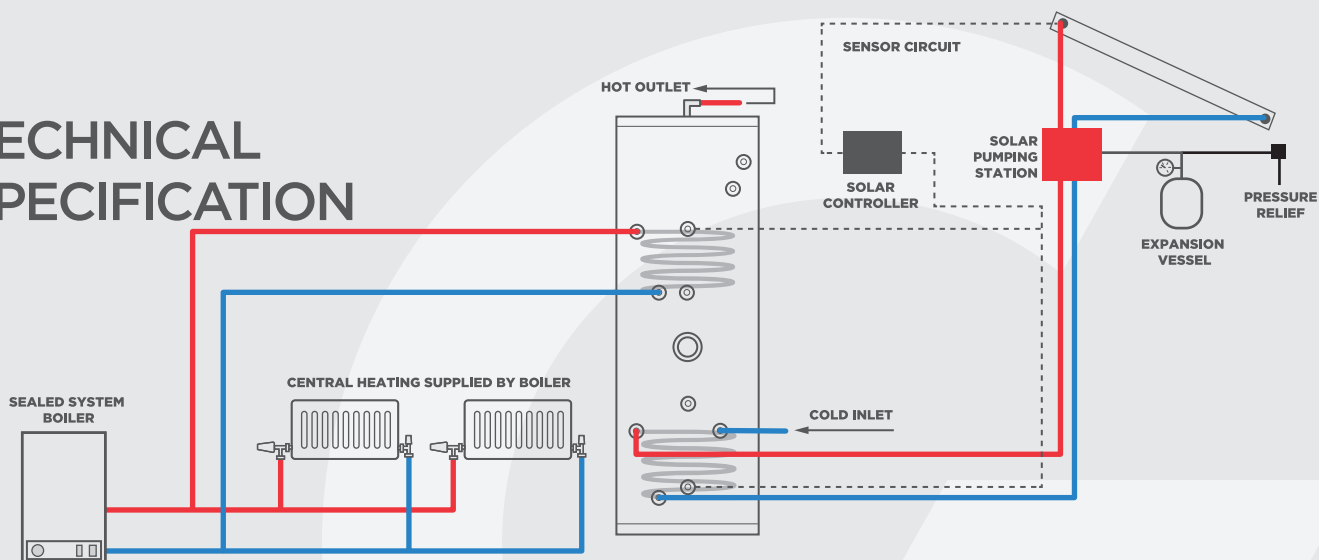 ECHNICAL
PECIFICATION
SENSOR CIRCUIT
HOT OUTLET
SOLAR
PUMPING
STATION
SOLAR
CONTROLLER
PRESSURE
RELIEF
EXPANSION
VESSEL
CENTRAL HEATING SUPPLIED BY BOILER
SEALED SYSTEM
BOILER
COLD INLET